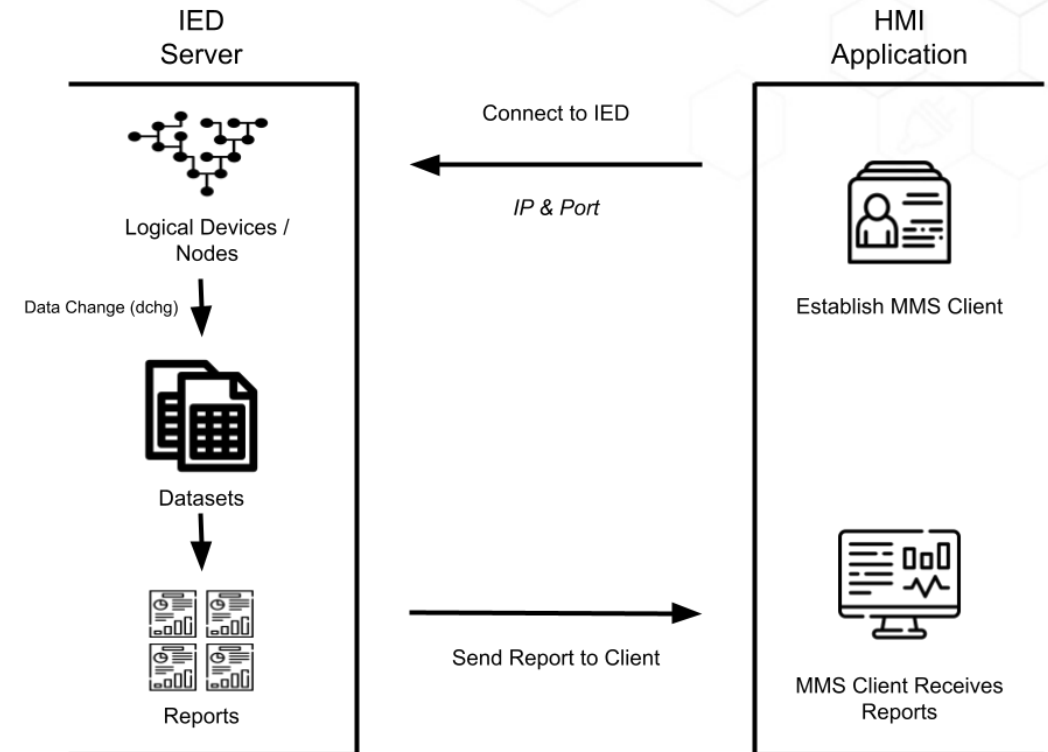 IED
Server
HMI
Application
Connect to IED
IP & Port
Logical Devices /
Nodes
Establish MMS Client
Data Change (dchg)
Datasets
Send Report to Client
MMS Client Receives
Reports
Reports